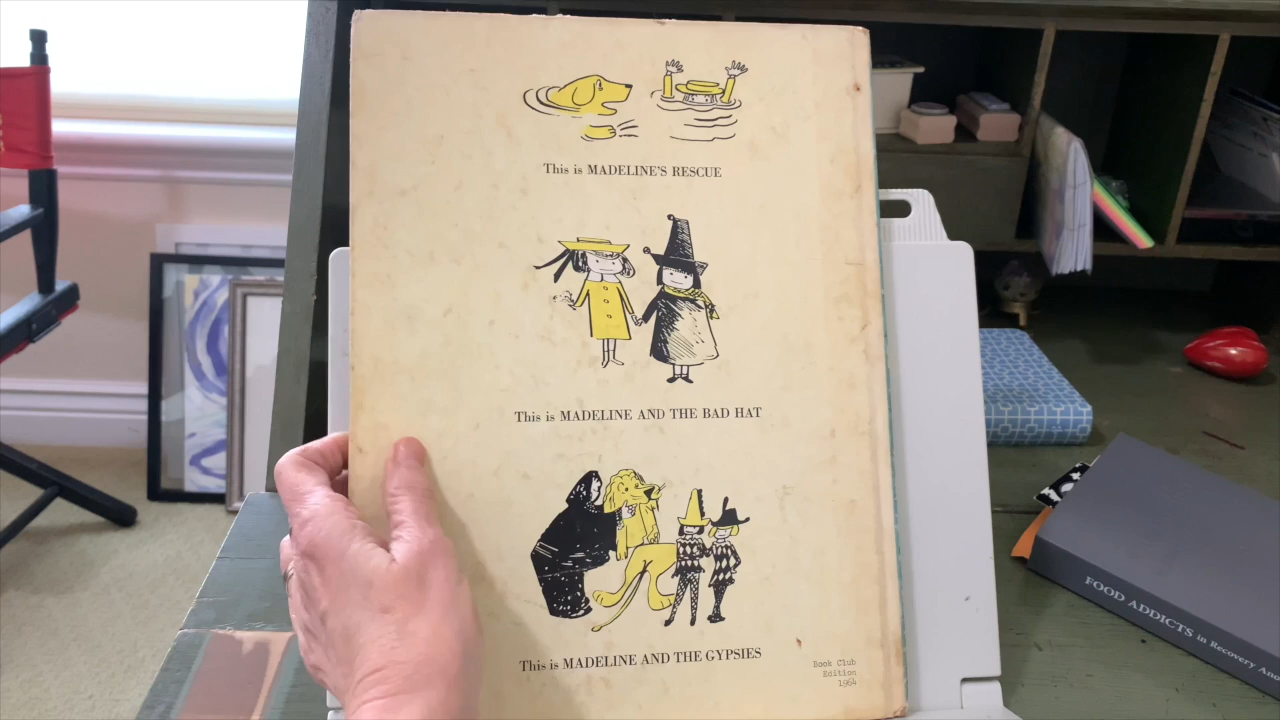 This is MADELINE'S RESCUE
This is MADELINE AND THE BAD HAT
This is MADELINE AND THE GYPSIES
Book Club
Edition
1964
FOOD ADDICTS in Recovery Ano